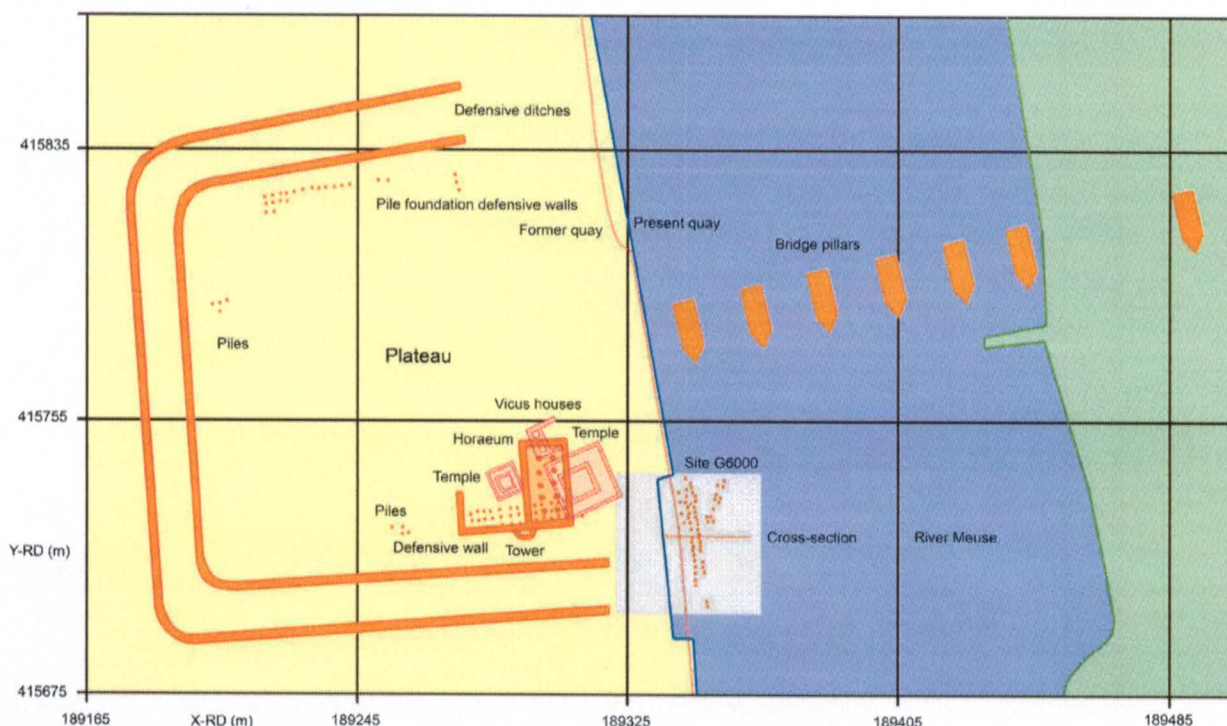 Defensive ditches
415835
Pile foundation defensive walls
Former quay
Present quay
Bridge pillars
Piles
Plateau
Vicus houses
415755
Horaeum
Temple
Temple
Site G6000
Piles
Defensive wall
Tower
Cross-section
River Meuse
Y-RD (m)
415675
189165
X-RD (m)
189245
189325
189405
189485